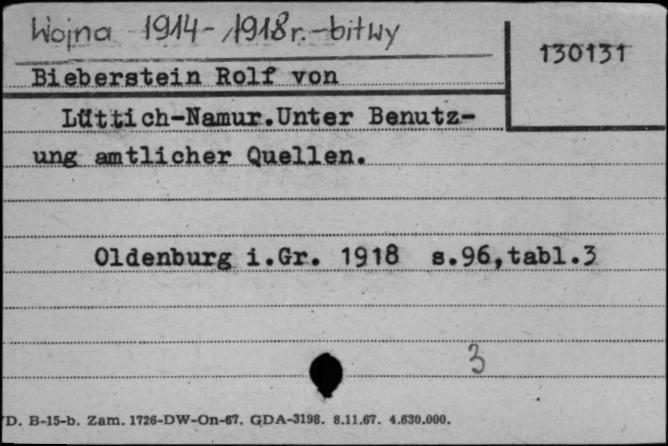 Wojna 1914-1918r.-bitwy
130131
Bieberstein Rolf von
Lüttich-Namur.Unter Benutz-
ung amtlicher Quellen.
Oldenburg i.Gr. 1918 s.96,tabl.3
3
D. B-15-b. Zam. 1726-DW-On-67. GDA-3198. 8.11.67. 4.630.000.